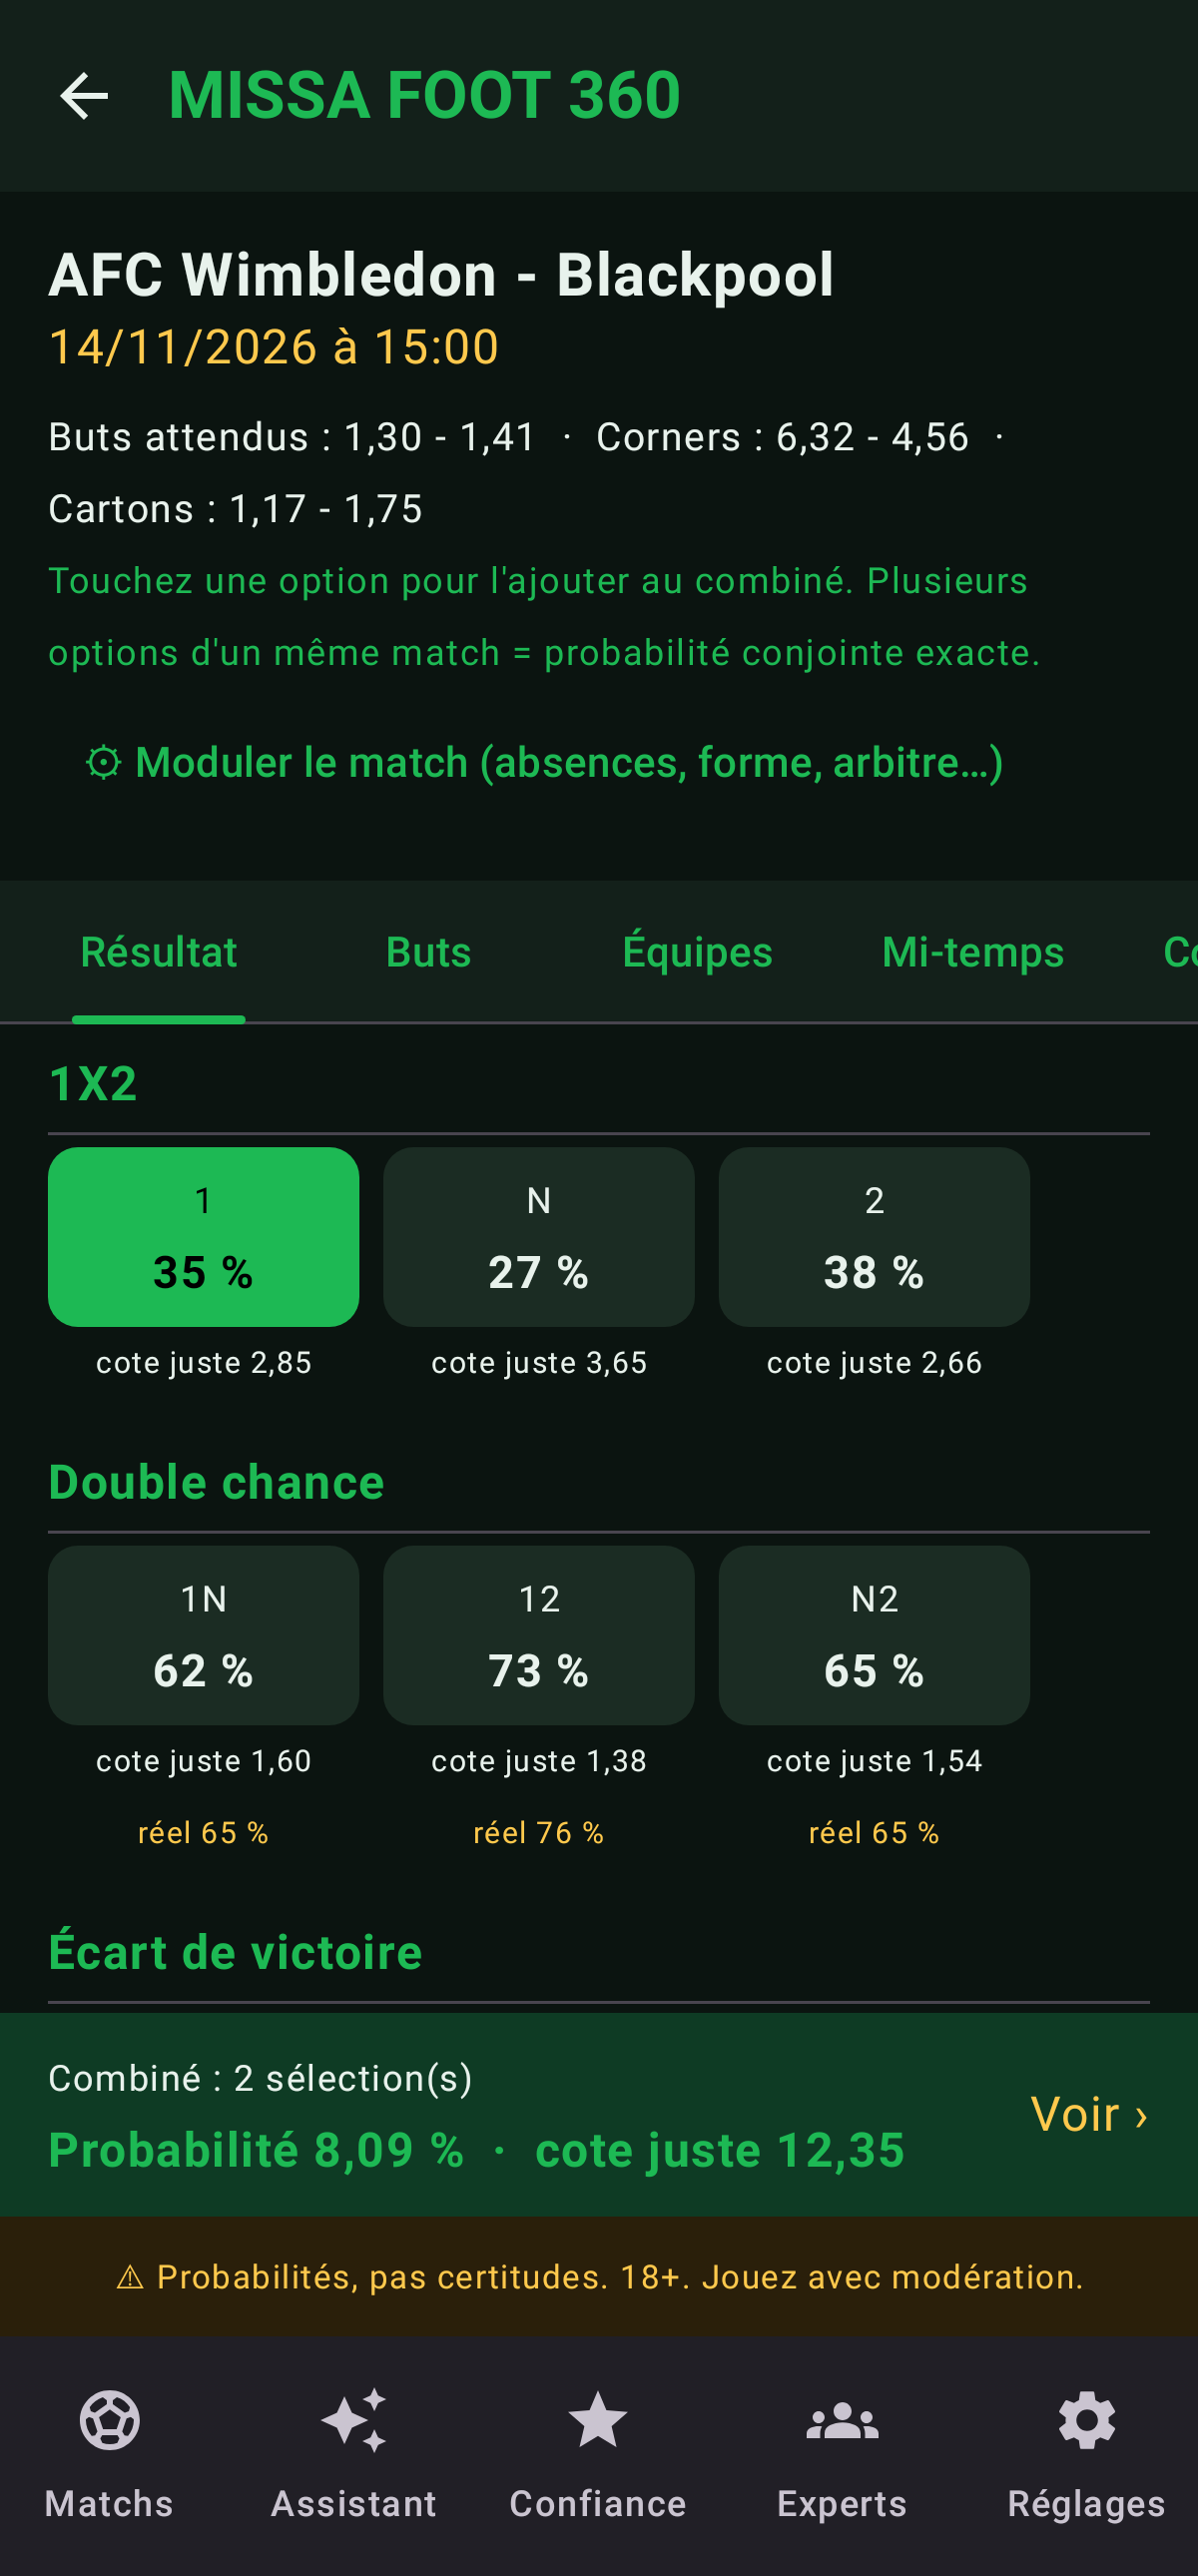 MISSA FOOT 360
AFC Wimbledon - Blackpool
14/11/2026 à 15:00
Buts attendus : 1,30 - 1,41 · Corners : 6,32 - 4,56 ·
Cartons : 1,17 - 1,75
Touchez une option pour l'ajouter au combiné. Plusieurs
options d'un même match = probabilité conjointe exacte.
Moduler le match (absences, forme, arbitre...)
Résultat Buts Équipes Mi-temps
1X2
1 N 2
35 % 27 % 38 %
cote juste 2,85 cote juste 3,65 cote juste 2,66
Double chance
1N 12 N2
62 % 73 % 65 %
cote juste 1,60 cote juste 1,38 cote juste 1,54
réel 65 % réel 76 % réel 65 %
Écart de victoire
Combiné : 2 sélection(s)
Voir ›
Probabilité 8,09 % · cote juste 12,35
⚠ Probabilités, pas certitudes. 18+. Jouez avec modération.
Matchs Assistant Confiance Experts Réglages